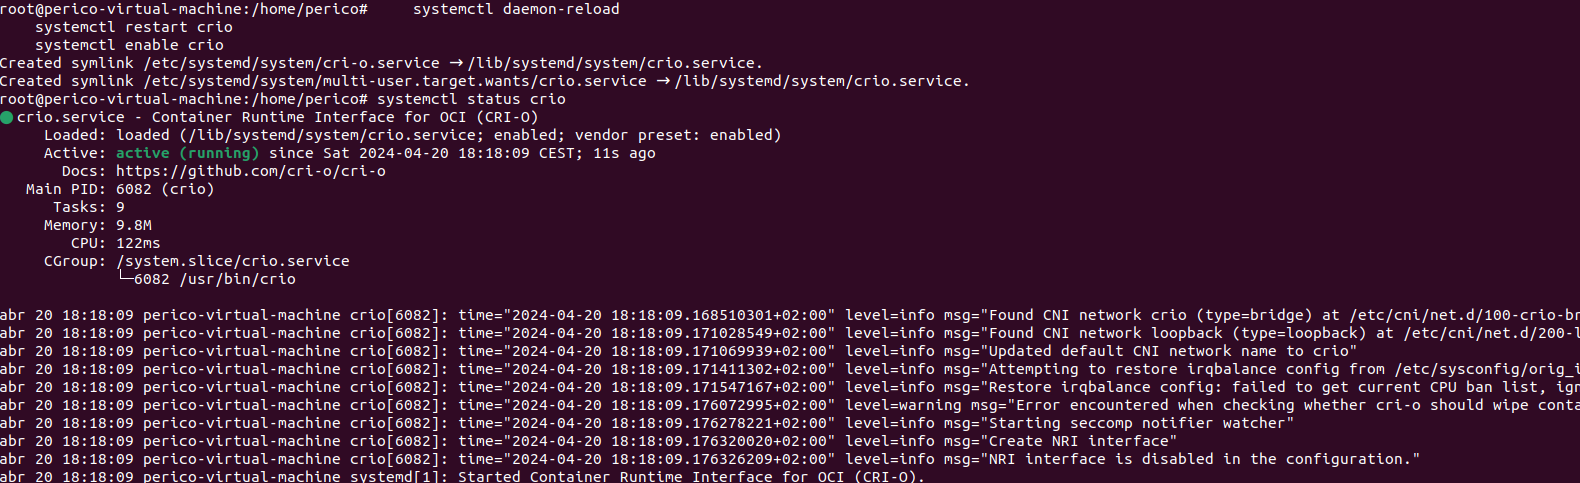 root@perico-virtual-machine:/home/perico#     systemctl daemon-reload
    systemctl restart crio
    systemctl enable crio
Created symlink /etc/systemd/system/cri-o.service → /lib/systemd/system/crio.service.
Created symlink /etc/systemd/system/multi-user.target.wants/crio.service → /lib/systemd/system/crio.service.
root@perico-virtual-machine:/home/perico# systemctl status crio
● crio.service - Container Runtime Interface for OCI (CRI-O)
     Loaded: loaded (/lib/systemd/system/crio.service; enabled; vendor preset: enabled)
     Active: active (running) since Sat 2024-04-20 18:18:09 CEST; 11s ago
       Docs: https://github.com/cri-o/cri-o
   Main PID: 6082 (crio)
      Tasks: 9
     Memory: 9.8M
        CPU: 122ms
     CGroup: /system.slice/crio.service
             └─6082 /usr/bin/crio
abr 20 18:18:09 perico-virtual-machine crio[6082]: time="2024-04-20 18:18:09.168510301+02:00" level=info msg="Found CNI network crio (type=bridge) at /etc/cni/net.d/100-crio-br
abr 20 18:18:09 perico-virtual-machine crio[6082]: time="2024-04-20 18:18:09.171028549+02:00" level=info msg="Found CNI network loopback (type=loopback) at /etc/cni/net.d/200-l
abr 20 18:18:09 perico-virtual-machine crio[6082]: time="2024-04-20 18:18:09.171069939+02:00" level=info msg="Updated default CNI network name to crio"
abr 20 18:18:09 perico-virtual-machine crio[6082]: time="2024-04-20 18:18:09.171411302+02:00" level=info msg="Attempting to restore irqbalance config from /etc/sysconfig/orig_i
abr 20 18:18:09 perico-virtual-machine crio[6082]: time="2024-04-20 18:18:09.171547167+02:00" level=info msg="Restore irqbalance config: failed to get current CPU ban list, ign
abr 20 18:18:09 perico-virtual-machine crio[6082]: time="2024-04-20 18:18:09.176072995+02:00" level=warning msg="Error encountered when checking whether cri-o should wipe conta
abr 20 18:18:09 perico-virtual-machine crio[6082]: time="2024-04-20 18:18:09.176278221+02:00" level=info msg="Starting seccomp notifier watcher"
abr 20 18:18:09 perico-virtual-machine crio[6082]: time="2024-04-20 18:18:09.176320020+02:00" level=info msg="Create NRI interface"
abr 20 18:18:09 perico-virtual-machine crio[6082]: time="2024-04-20 18:18:09.176326209+02:00" level=info msg="NRI interface is disabled in the configuration."
abr 20 18:18:09 perico-virtual-machine systemd[1]: Started Container Runtime Interface for OCI (CRI-O).